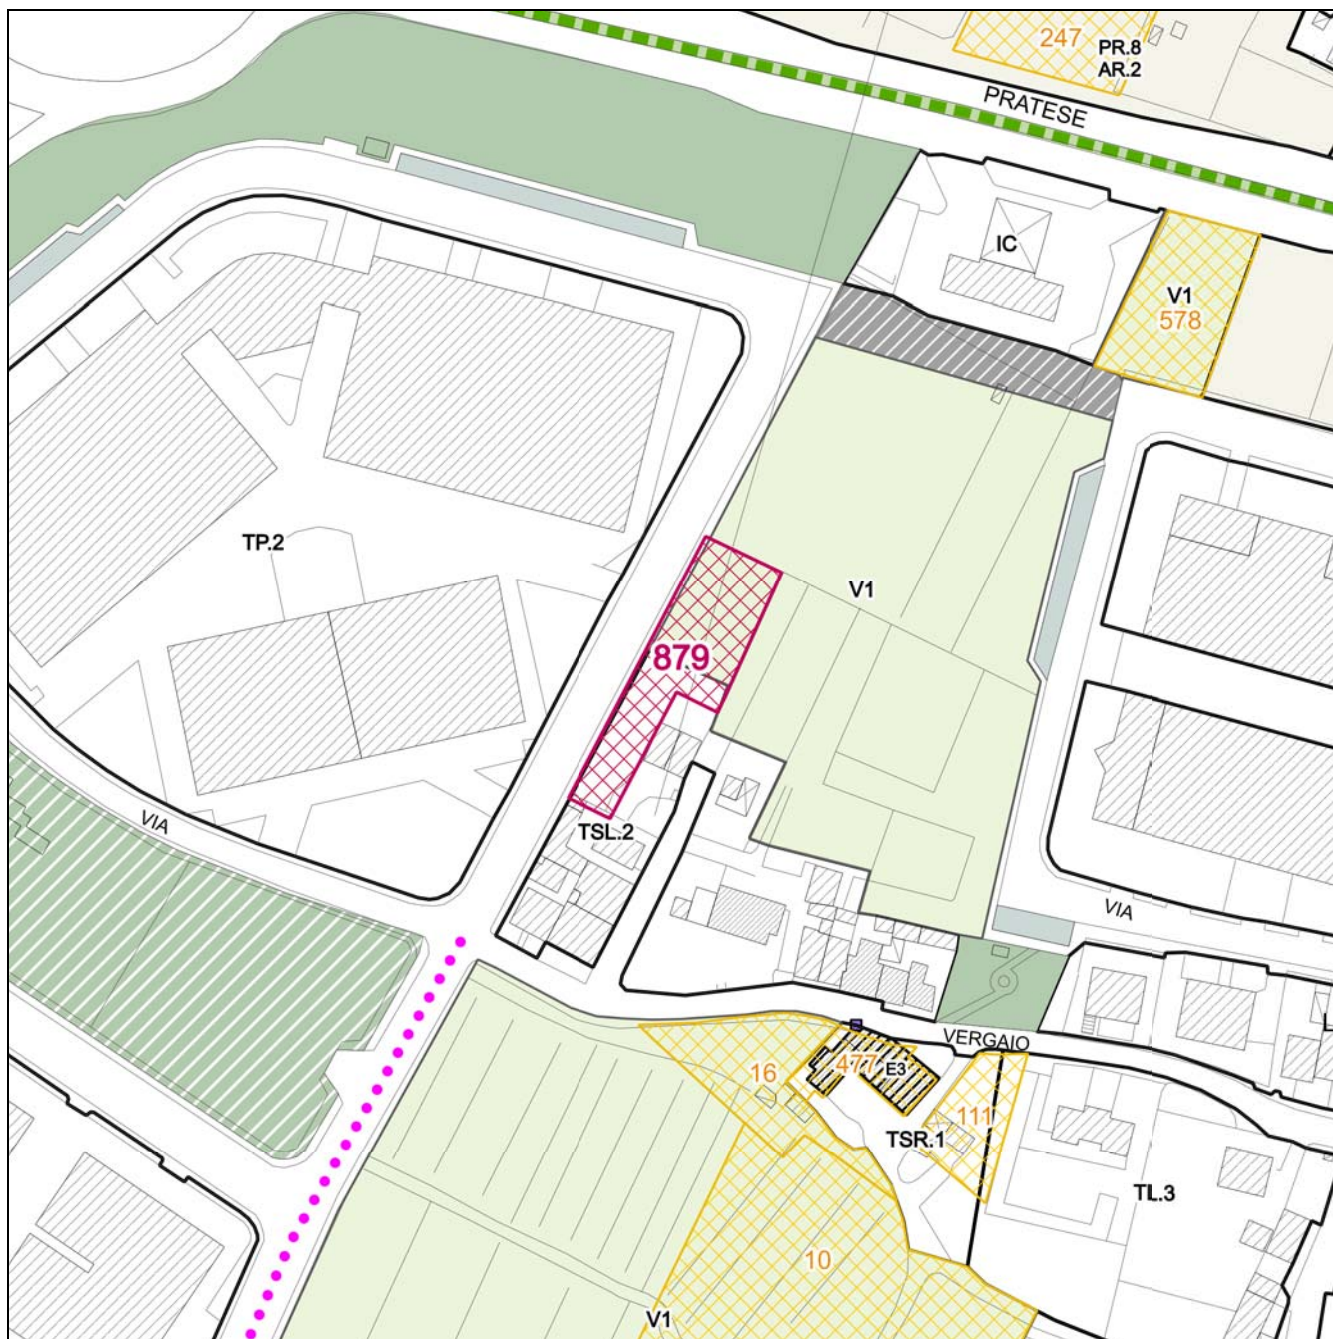 247
PR.8
AR.2
PRATESE
IC
V1
578
TP.2
V1
879
VIA
TSL.2
VIA
VERGAIO
16
477
E3
111
TSR.1
TL.3
10
V1